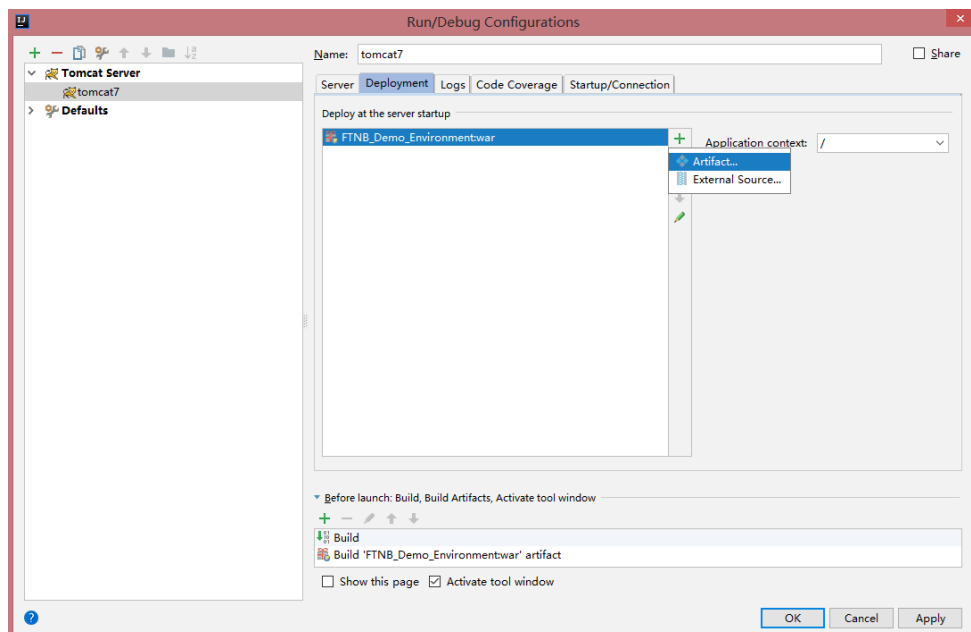 Run/Debug Configurations
Name: tomcat7
Share
Tomcat Server
tomcat7
Defaults
Server Deployment Logs Code Coverage Startup/Connection
Deploy at the server startup
FTNB_Demo_Environment:war
Application context: /
Artifact...
External Source...
Before launch: Build, Build Artifacts, Activate tool window
Build
Build 'FTNB_Demo_Environment:war' artifact
Show this page Activate tool window
OK Cancel Apply